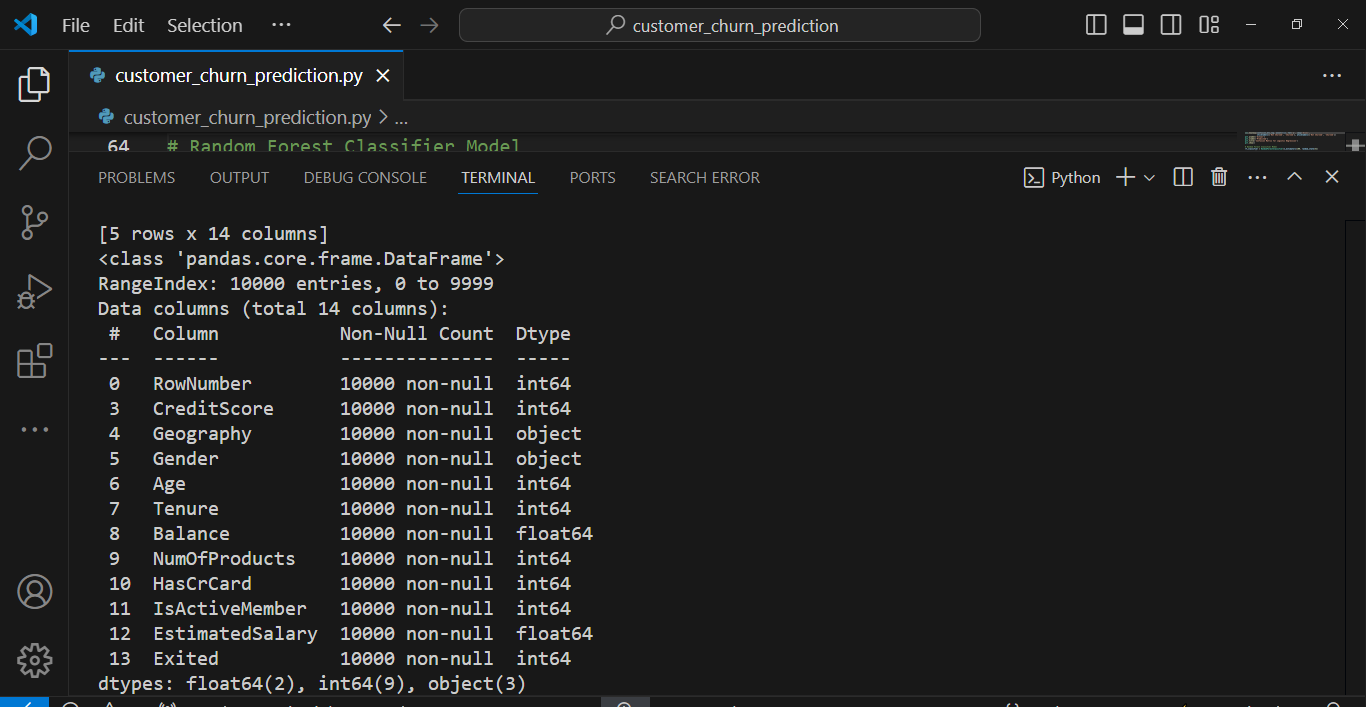 File Edit Selection ... customer_churn_prediction
customer_churn_prediction.py
customer_churn_prediction.py > ...
64 # Random Forest Classifier Model
PROBLEMS OUTPUT DEBUG CONSOLE TERMINAL PORTS SEARCH ERROR Python
[5 rows x 14 columns]
<class 'pandas.core.frame.DataFrame'>
RangeIndex: 10000 entries, 0 to 9999
Data columns (total 14 columns):
# Column Non-Null Count Dtype
--- ------ -------------- -----
0 RowNumber 10000 non-null int64
3 CreditScore 10000 non-null int64
4 Geography 10000 non-null object
5 Gender 10000 non-null object
6 Age 10000 non-null int64
7 Tenure 10000 non-null int64
8 Balance 10000 non-null float64
9 NumOfProducts 10000 non-null int64
10 HasCrCard 10000 non-null int64
11 IsActiveMember 10000 non-null int64
12 EstimatedSalary 10000 non-null float64
13 Exited 10000 non-null int64
dtypes: float64(2), int64(9), object(3)